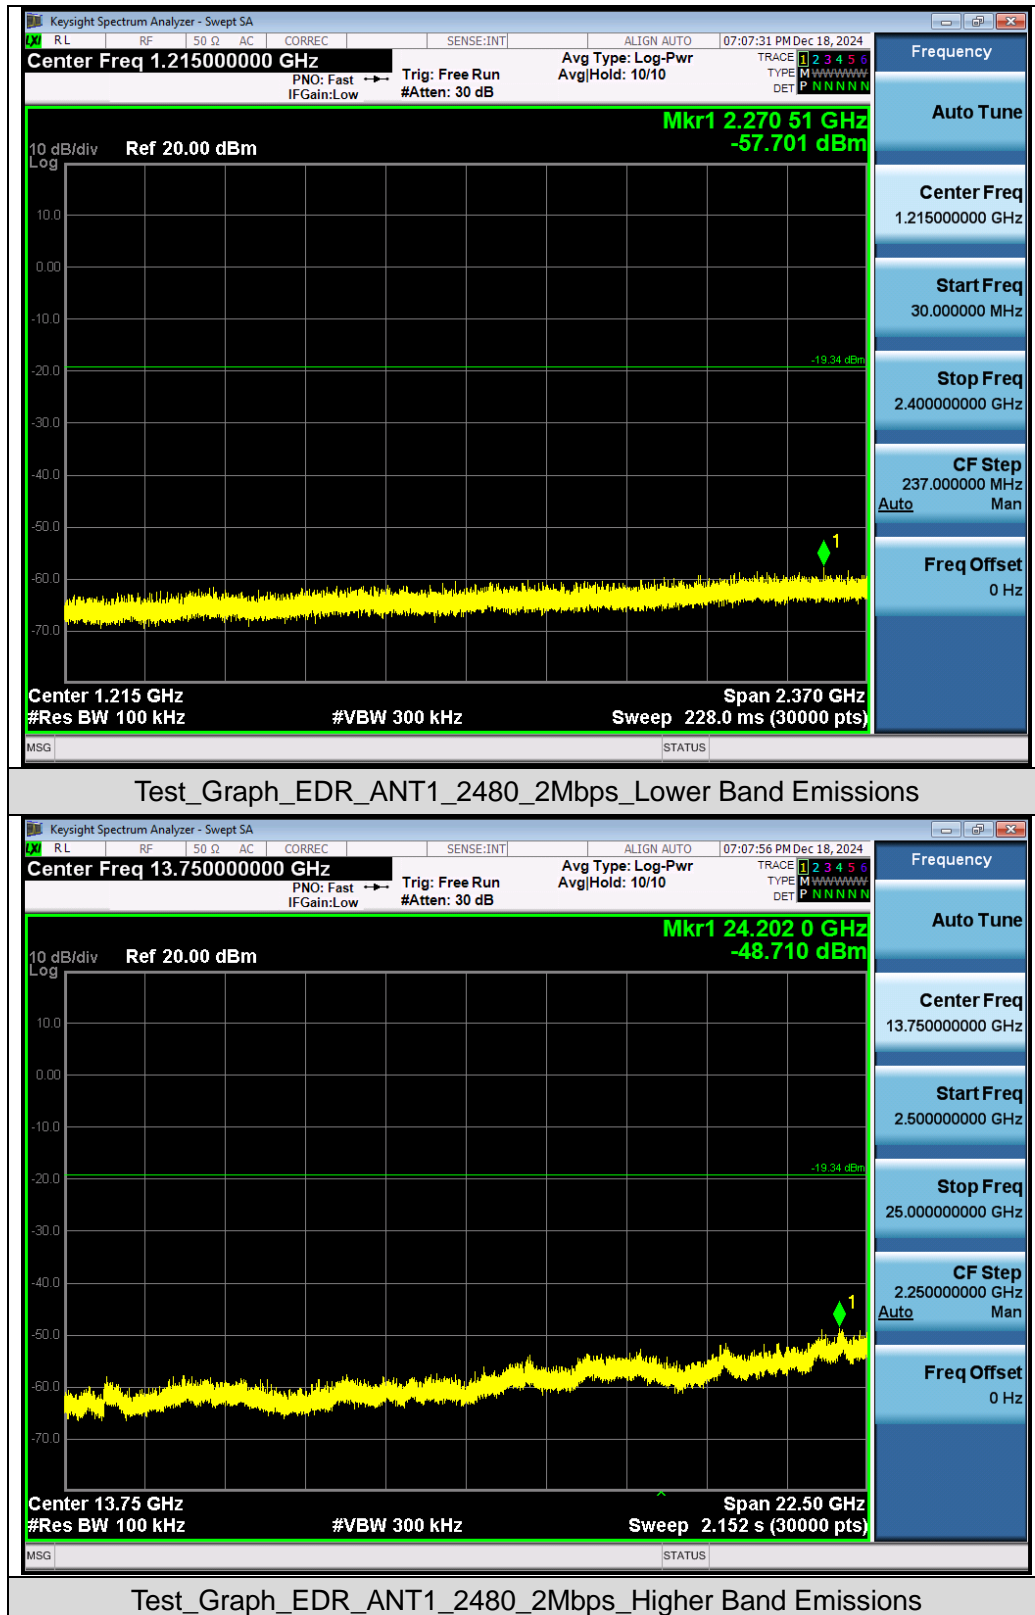 Keysight Spectrum Analyzer - Swept SA
LXI RL RF 50 Ω AC CORREC SENSE:INT ALIGN AUTO 07:07:31 PM Dec 18, 2024
Center Freq 1.215000000 GHz
PNO: Fast
IFGain:Low
Trig: Free Run
#Atten: 30 dB
Avg Type: Log-Pwr
Avg|Hold: 10/10
TRACE 1 2 3 4 5 6
TYPE M WWWWW
DET P N N N N N
Mkr1 2.270 51 GHz
-57.701 dBm
10 dB/div Ref 20.00 dBm
Log
10.0
0.00
-10.0
-19.34 dBm
-20.0
-30.0
-40.0
-50.0
1
-60.0
-70.0
Center 1.215 GHz Span 2.370 GHz
#Res BW 100 kHz #VBW 300 kHz Sweep 228.0 ms (30000 pts)
MSG STATUS
Frequency
Auto Tune
Center Freq
1.215000000 GHz
Start Freq
30.000000 MHz
Stop Freq
2.400000000 GHz
CF Step
237.000000 MHz
Auto Man
Freq Offset
0 Hz
Test_Graph_EDR_ANT1_2480_2Mbps_Lower Band Emissions
Keysight Spectrum Analyzer - Swept SA
LXI RL RF 50 Ω AC CORREC SENSE:INT ALIGN AUTO 07:07:56 PM Dec 18, 2024
Center Freq 13.750000000 GHz
PNO: Fast
IFGain:Low
Trig: Free Run
#Atten: 30 dB
Avg Type: Log-Pwr
Avg|Hold: 10/10
TRACE 1 2 3 4 5 6
TYPE M WWWWW
DET P N N N N N
Mkr1 24.202 0 GHz
-48.710 dBm
10 dB/div Ref 20.00 dBm
Log
10.0
0.00
-10.0
-19.34 dBm
-20.0
-30.0
-40.0
1
-50.0
-60.0
-70.0
Center 13.75 GHz Span 22.50 GHz
#Res BW 100 kHz #VBW 300 kHz Sweep 2.152 s (30000 pts)
MSG STATUS
Frequency
Auto Tune
Center Freq
13.750000000 GHz
Start Freq
2.500000000 GHz
Stop Freq
25.000000000 GHz
CF Step
2.250000000 GHz
Auto Man
Freq Offset
0 Hz
Test_Graph_EDR_ANT1_2480_2Mbps_Higher Band Emissions